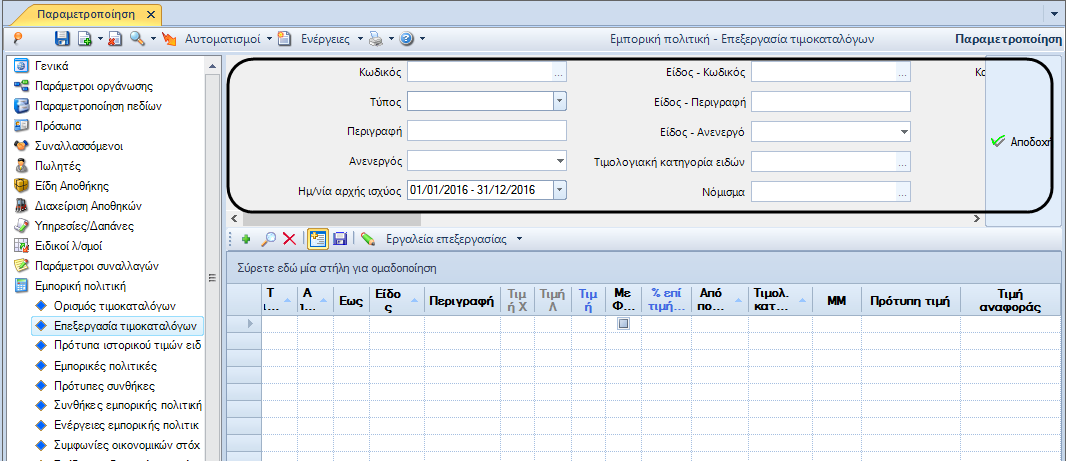 Παραμετροποίηση
Αυτοματισμοί
Ενέργειες
Εμπορική πολιτική - Επεξεργασία τιμοκαταλόγων
Παραμετροποίηση
Γενικά
Παράμετροι οργάνωσης
Παραμετροποίηση πεδίων
Πρόσωπα
Συναλλασσόμενοι
Πωλητές
Είδη Αποθήκης
Διαχείριση Αποθηκών
Υπηρεσίες/Δαπάνες
Ειδικοί λ/σμοί
Παράμετροι συναλλαγών
Εμπορική πολιτική
Ορισμός τιμοκαταλόγων
Επεξεργασία τιμοκαταλόγων
Πρότυπα ιστορικού τιμών ειδ
Εμπορικές πολιτικές
Πρότυπες συνθήκες
Συνθήκες εμπορικής πολιτική
Ενέργειες εμπορικής πολιτικ
Συμφωνίες οικονομικών στόχ
Κωδικός
Είδος - Κωδικός
Κα
Τύπος
Είδος - Περιγραφή
Περιγραφή
Είδος - Ανενεργό
Αποδοχή
Ανενεργός
Τιμολογιακή κατηγορία ειδών
Ημ/νία αρχής ισχύος
01/01/2016 - 31/12/2016
Νόμισμα
Εργαλεία επεξεργασίας
Σύρετε εδώ μία στήλη για ομαδοποίηση
Τ ι...
Α ι...
Εως
Είδο ς
Περιγραφή
Τιμ ή Χ
Τιμή Λ
Τιμ ή
Με Φ...
% επί τιμή...
Από πο...
Τιμολ. κατ...
ΜΜ
Πρότυπη τιμή
Τιμή αναφοράς